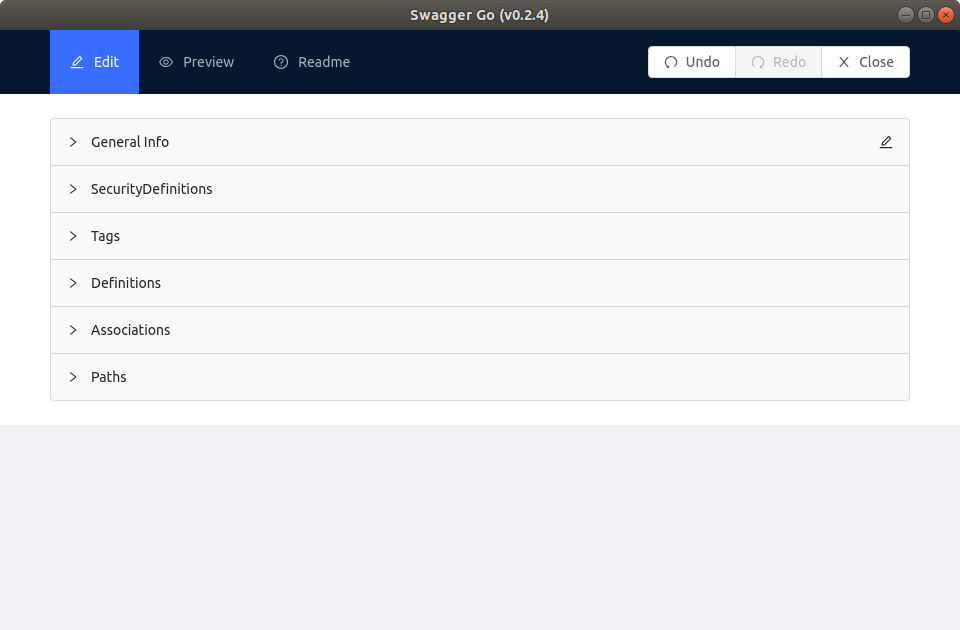 Swagger Go (v0.2.4)
Edit Preview Readme Undo Redo Close
General Info
SecurityDefinitions
Tags
Definitions
Associations
Paths